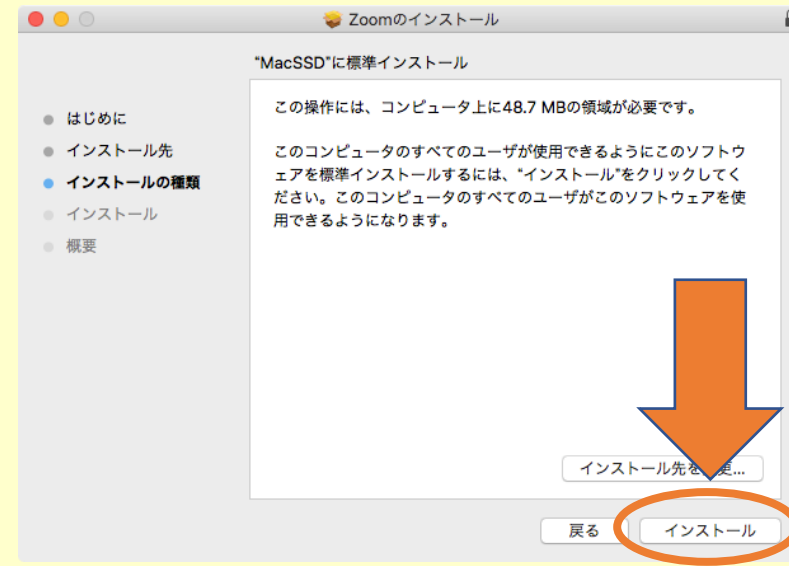 Zoomのインストール
“MacSSD”に標準インストール
はじめに
インストール先
インストールの種類
インストール
概要
この操作には、コンピュータ上に48.7 MBの領域が必要です。
このコンピュータのすべてのユーザが使用できるようにこのソフトウ
ェアを標準インストールするには、“インストール”をクリックしてく
ださい。このコンピュータのすべてのユーザがこのソフトウェアを使
用できるようになります。
インストール先を 更...
戻る
インストール